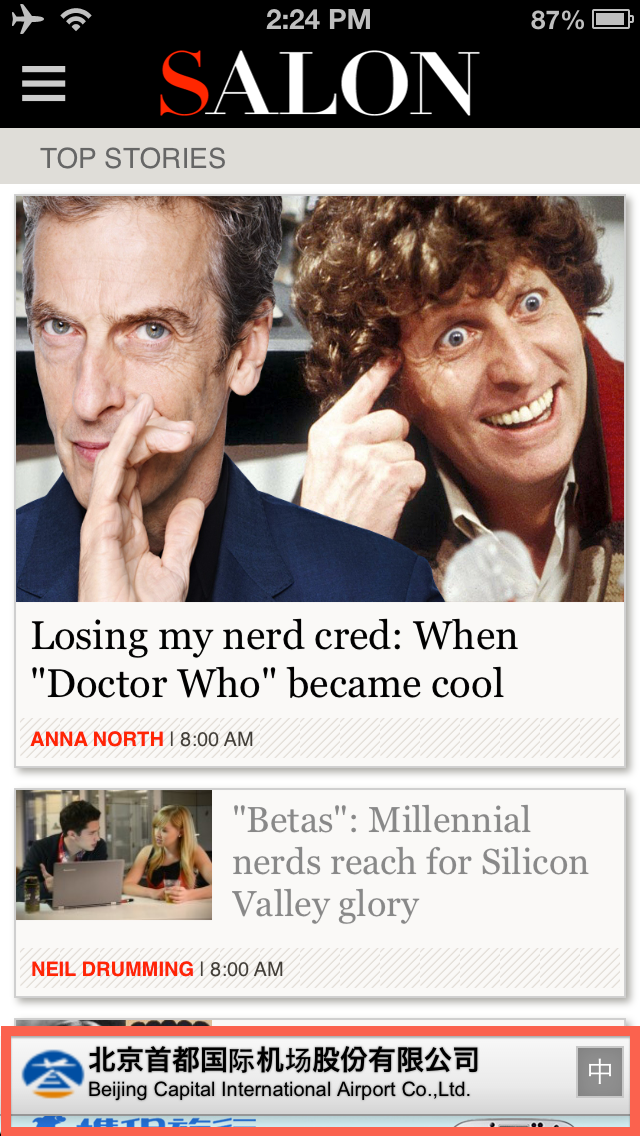 2:24 PM 87%
SALON
TOP STORIES
Losing my nerd cred: When
"Doctor Who" became cool
ANNA NORTH | 8:00 AM
"Betas": Millennial
nerds reach for Silicon
Valley glory
NEIL DRUMMING | 8:00 AM
北京首都国际机场股份有限公司
中
Beijing Capital International Airport Co.,Ltd.